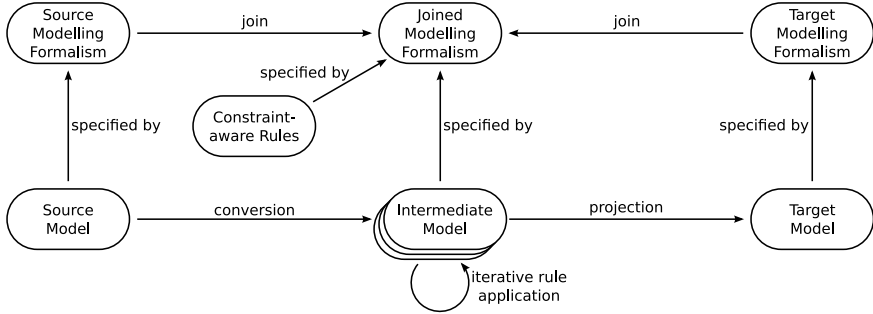 Source
Modelling
Formalism
join
Joined
Modelling
Formalism
join
Target
Modelling
Formalism
specified by
Constraint-
aware Rules
specified by
specified by
specified by
Source
Model
conversion
Intermediate
Model
projection
Target
Model
iterative rule
application